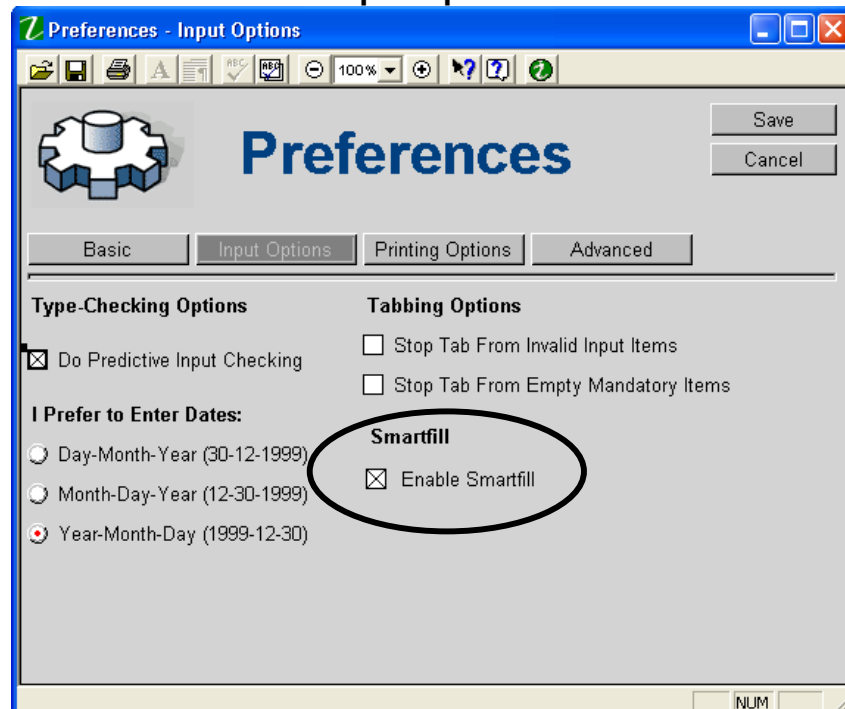 Preferences - Input Options
100%
Preferences
Save
Cancel
Basic Input Options Printing Options Advanced
Type-Checking Options
Do Predictive Input Checking
I Prefer to Enter Dates:
Day-Month-Year (30-12-1999)
Month-Day-Year (12-30-1999)
Year-Month-Day (1999-12-30)
Tabbing Options
Stop Tab From Invalid Input Items
Stop Tab From Empty Mandatory Items
Smartfill
Enable Smartfill
NUM